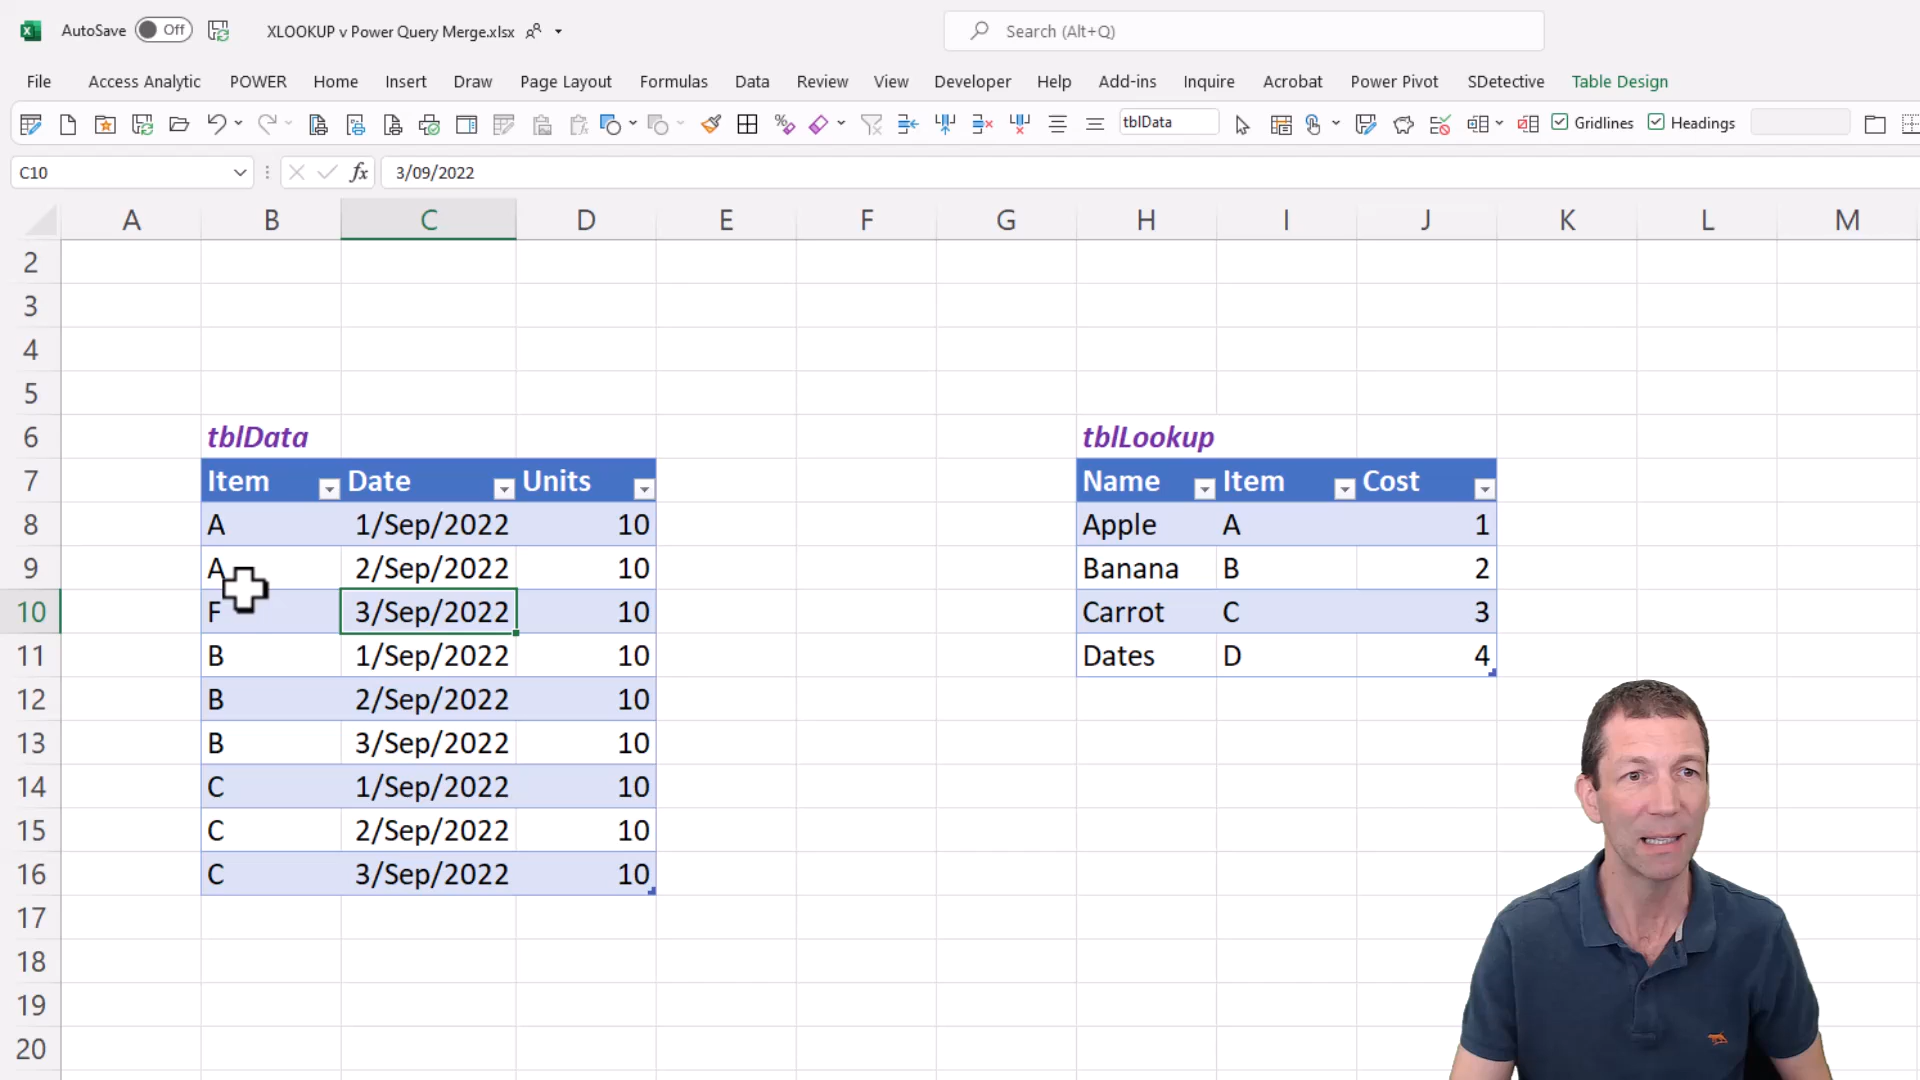 AutoSave Off XLOOKUP v Power Query Merge.xlsx Search (Alt+Q)
File Access Analytic POWER Home Insert Draw Page Layout Formulas Data Review View Developer Help Add-ins Inquire Acrobat Power Pivot SDetective Table Design
tblData Gridlines Headings
C10 fx 3/09/2022
A B C D E F G H I J K L M
2
3
4
5
6 tblData tblLookup
7 Item Date Units Name Item Cost
8 A 1/Sep/2022 10 Apple A 1
9 A 2/Sep/2022 10 Banana B 2
10 F 3/Sep/2022 10 Carrot C 3
11 B 1/Sep/2022 10 Dates D 4
12 B 2/Sep/2022 10
13 B 3/Sep/2022 10
14 C 1/Sep/2022 10
15 C 2/Sep/2022 10
16 C 3/Sep/2022 10
17
18
19
20